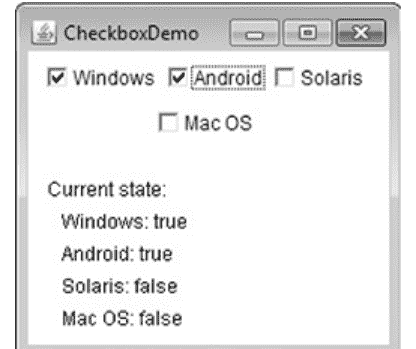 CheckboxDemo
Windows Android Solaris
Mac OS
Current state:
Windows: true
Android: true
Solaris: false
Mac OS: false